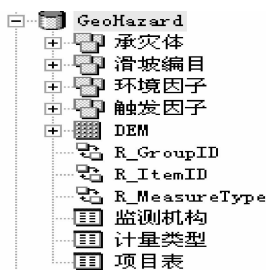 GeoHazard
承灾体
滑坡编目
环境因子
触发因子
DEM
R_GroupID
R_ItemID
R_MeasureType
监测机构
计量类型
项目表